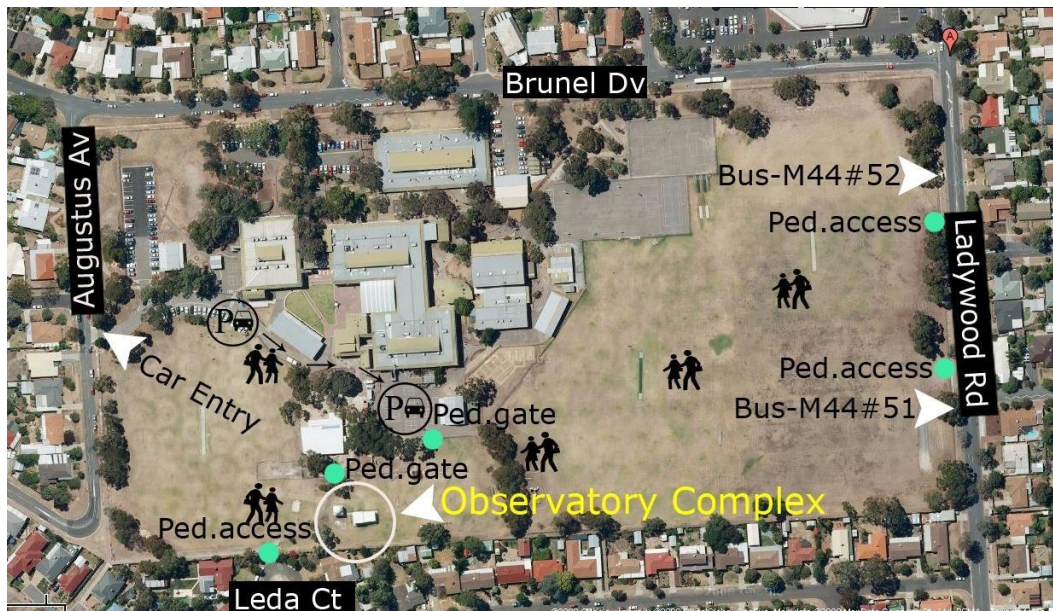 A
Brunel Dv
Augustus Av
Bus-M44#52
Ped.access
Ladywood Rd
P
Car Entry
Ped.access
P
Bus-M44#51
Ped.gate
Ped.gate
Observatory Complex
Ped.access
Leda Ct